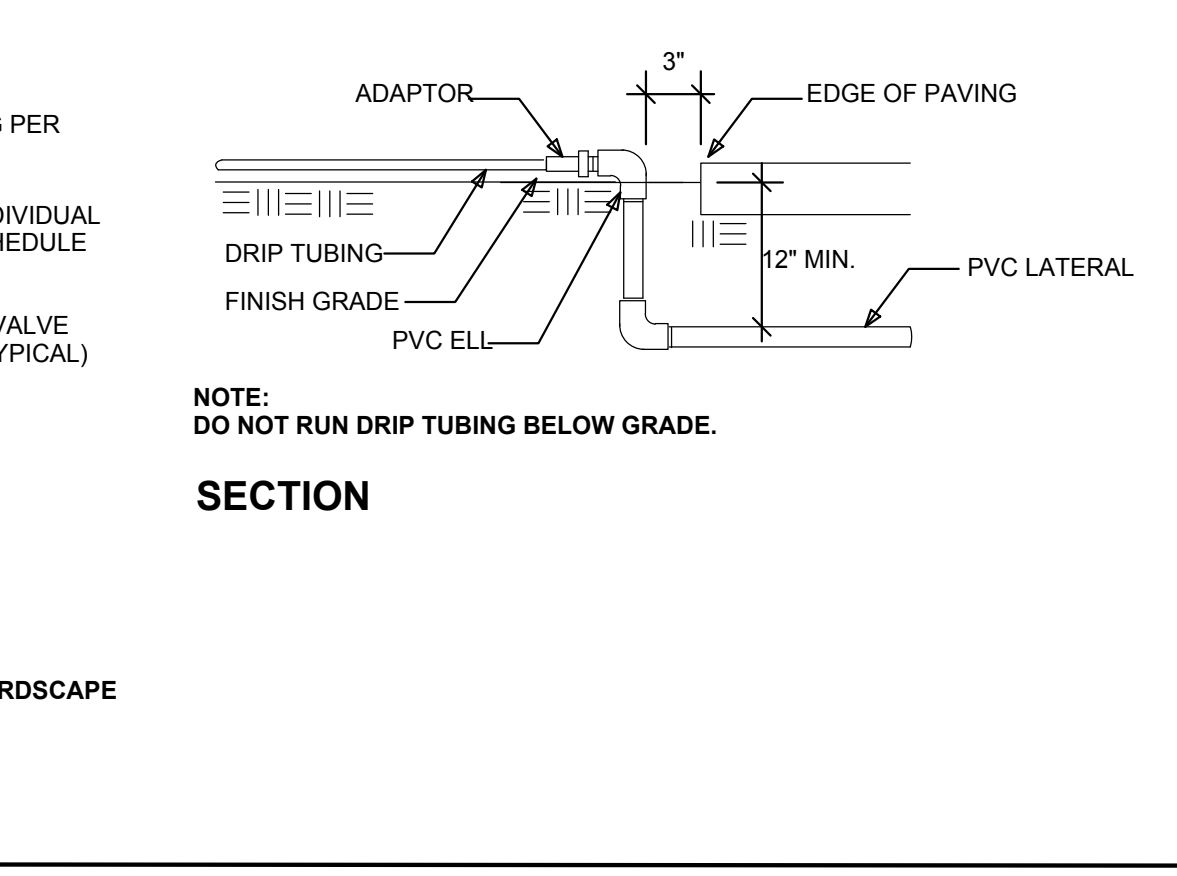 G PER
DIVIDUAL
HEDULE
VALVE
YPICAL)
RDSCAPE
3"
ADAPTOR
EDGE OF PAVING
DRIP TUBING
12" MIN.
PVC LATERAL
FINISH GRADE
PVC ELL
NOTE:
DO NOT RUN DRIP TUBING BELOW GRADE.
SECTION